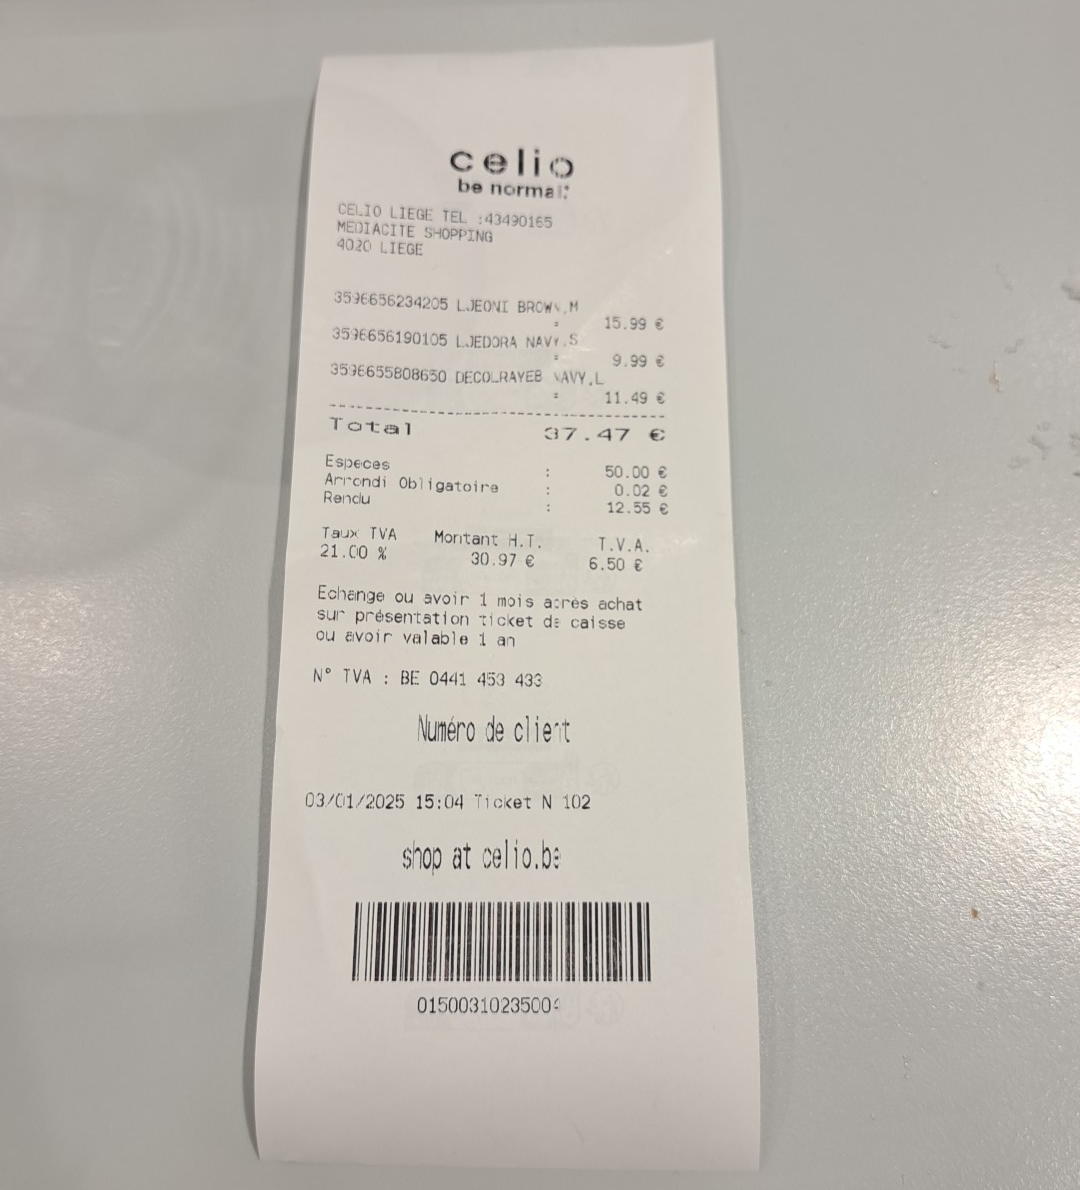 celio
be normal:
CELIO LIEGE TEL :43490165
MEDIACITE SHOPPING
4020 LIEGE
3596656234205 LJEONI BROWN,M
: 15.99 €
3596656190105 LJEDORA NAVY,S
: 9.99 €
3596655808650 DECOLRAYEB NAVY,L
: 11.49 €
Total 37.47 €
Especes : 50.00 €
Arrondi Obligatoire : 0.02 €
Rendu : 12.55 €
Taux TVA Montant H.T. T.V.A.
21.00 % 30.97 € 6.50 €
Echange ou avoir 1 mois après achat
sur présentation ticket de caisse
ou avoir valable 1 an
N° TVA : BE 0441 453 433
Numéro de client
03/01/2025 15:04 Ticket N 102
shop at celio.be